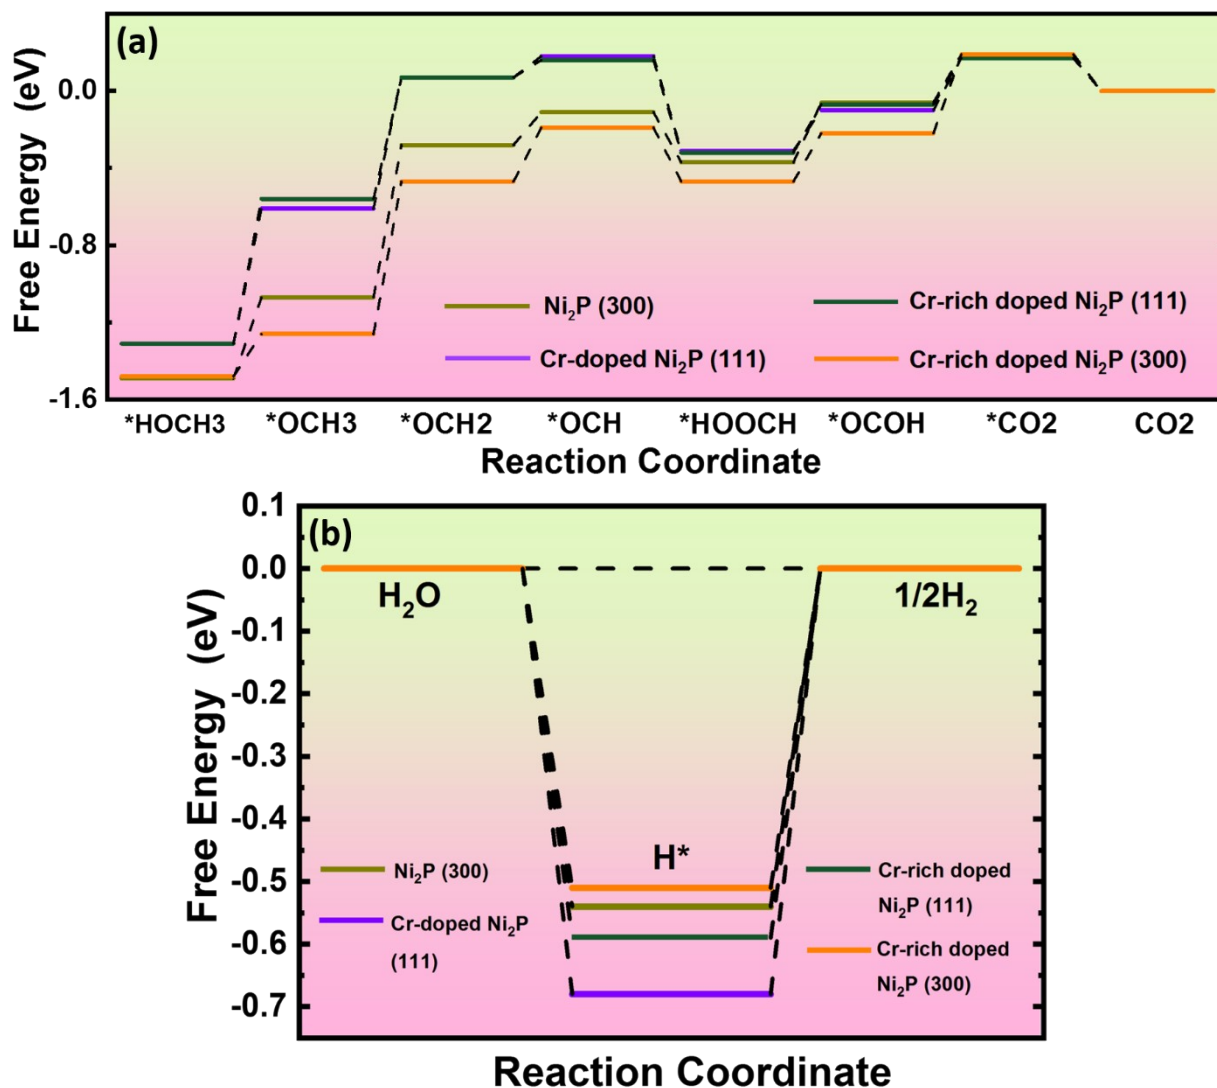 (a)
Free Energy (eV)
0.0
-0.8
-1.6
Ni₂P (300)
Cr-rich doped Ni₂P (111)
Cr-doped Ni₂P (111)
Cr-rich doped Ni₂P (300)
*HOCH3 *OCH3 *OCH2 *OCH *HOOCH *OCOH *CO2 CO2
Reaction Coordinate
(b)
Free Energy (eV)
0.1
0.0
-0.1
-0.2
-0.3
-0.4
-0.5
-0.6
-0.7
H₂O
1/2H₂
H*
Ni₂P (300)
Cr-doped Ni₂P
(111)
Cr-rich doped
Ni₂P (111)
Cr-rich doped
Ni₂P (300)
Reaction Coordinate